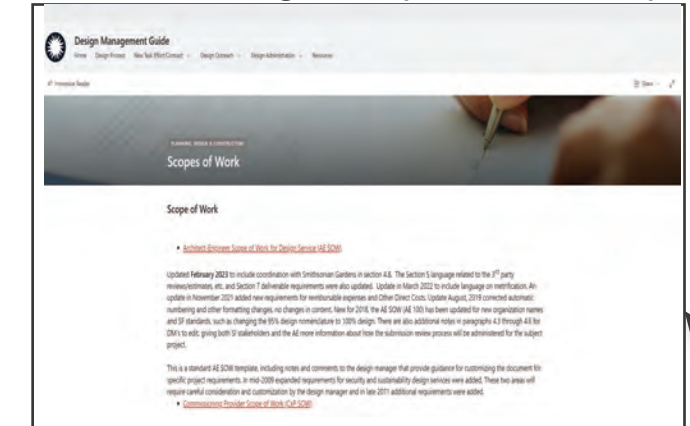 Design Management Guide
Home Design Process New Task Effort/Contract Design Outreach Design Administration Resources
Immersive Reader Share
PLANNING, DESIGN & CONSTRUCTION
Scopes of Work
Scope of Work
• Architect-Engineer Scope of Work for Design Service (AE SOW)
Updated February 2023 to include coordination with Smithsonian Gardens in section 4.8. The Section 5 language related to the 3rd party
reviews/estimates, etc. and Section 7 deliverable requirements were also updated. Update in March 2022 to include language on metrification. An
update in November 2021 added new requirements for reimbursable expenses and Other Direct Costs. Update August, 2019 corrected automatic
numbering and other formatting changes, no changes in content. New for 2018, the AE SOW (AE 100) has been updated for new organization names
and SF standards, such as changing the 95% design nomenclature to 100% design. There are also additional notes in paragraphs 4.3 through 4.8 for
DM's to edit, giving both SI stakeholders and the AE more information about how the submission review process will be administered for the subject
project.
This is a standard AE SOW template, including notes and comments to the design manager that provide guidance for customizing the document for
specific project requirements. In mid-2009 expanded requirements for security and sustainability design services were added. These two areas will
require careful consideration and customization by the design manager and in late 2011 additional requirements were added.
• Commissioning Provider Scope of Work (CxP SOW)